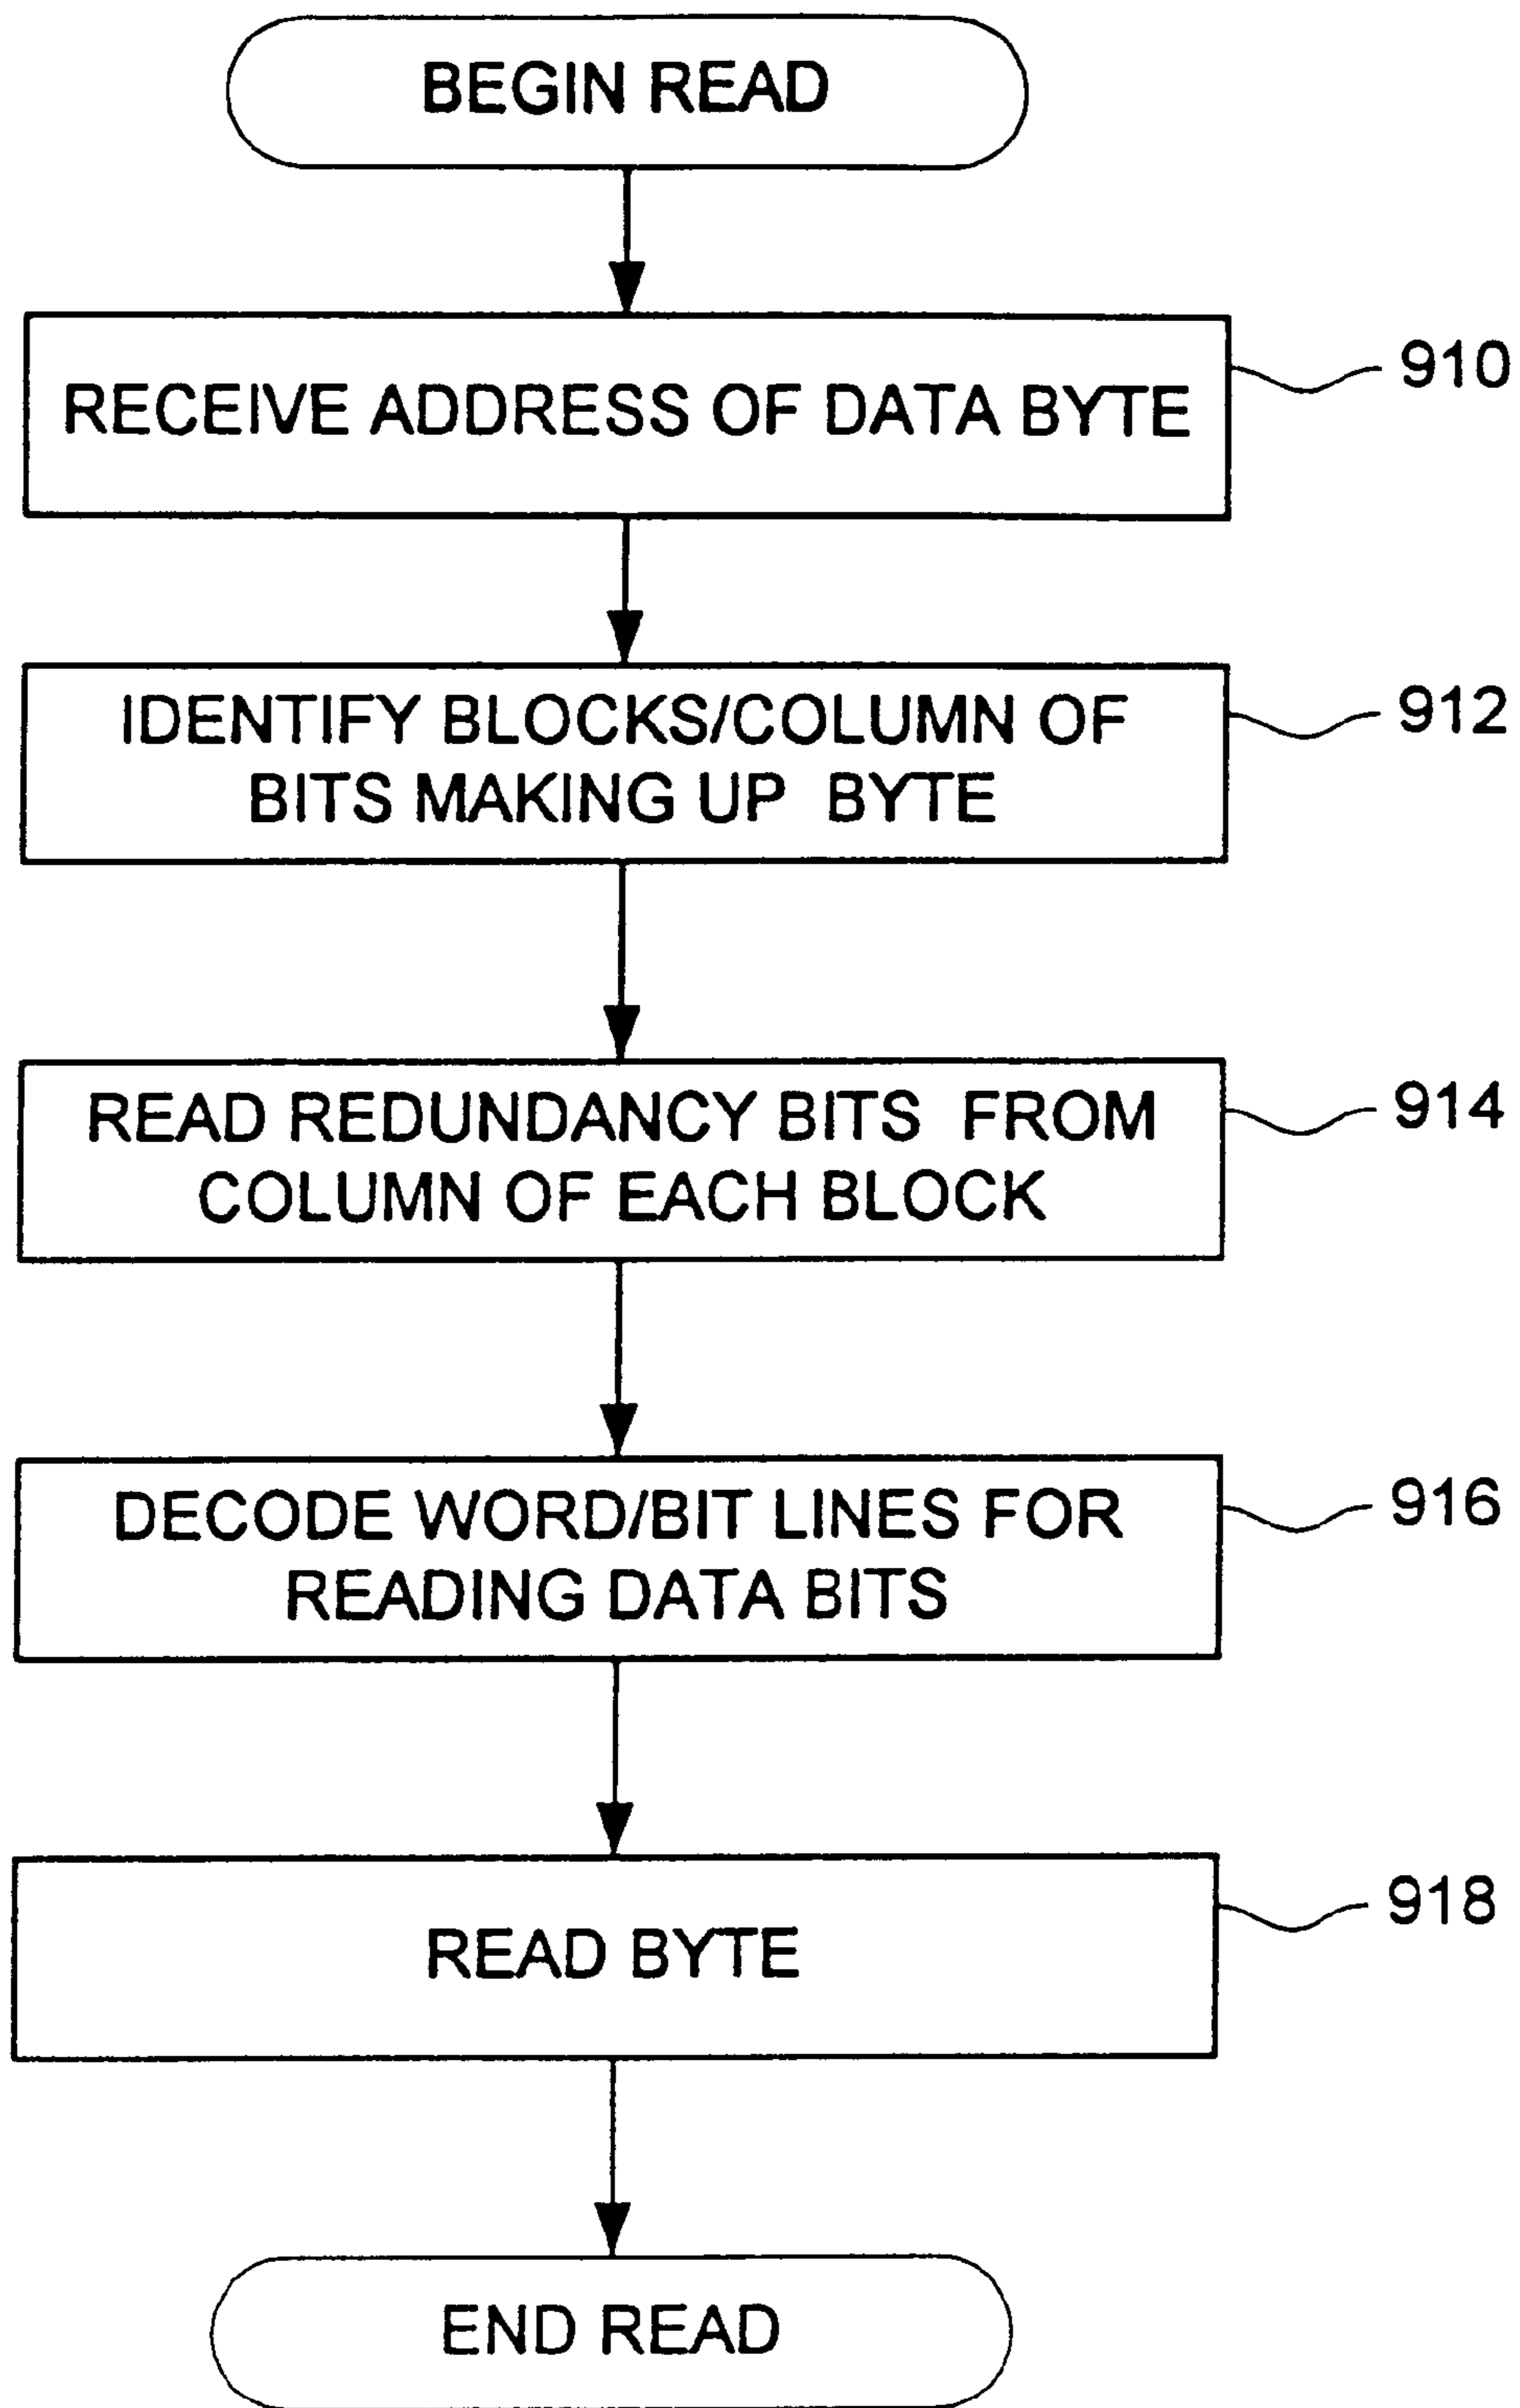 BEGIN READ
RECEIVE ADDRESS OF DATA BYTE
910
IDENTIFY BLOCKS/COLUMN OF
BITS MAKING UP BYTE
912
READ REDUNDANCY BITS FROM
COLUMN OF EACH BLOCK
914
DECODE WORD/BIT LINES FOR
READING DATA BITS
916
READ BYTE
918
END READ